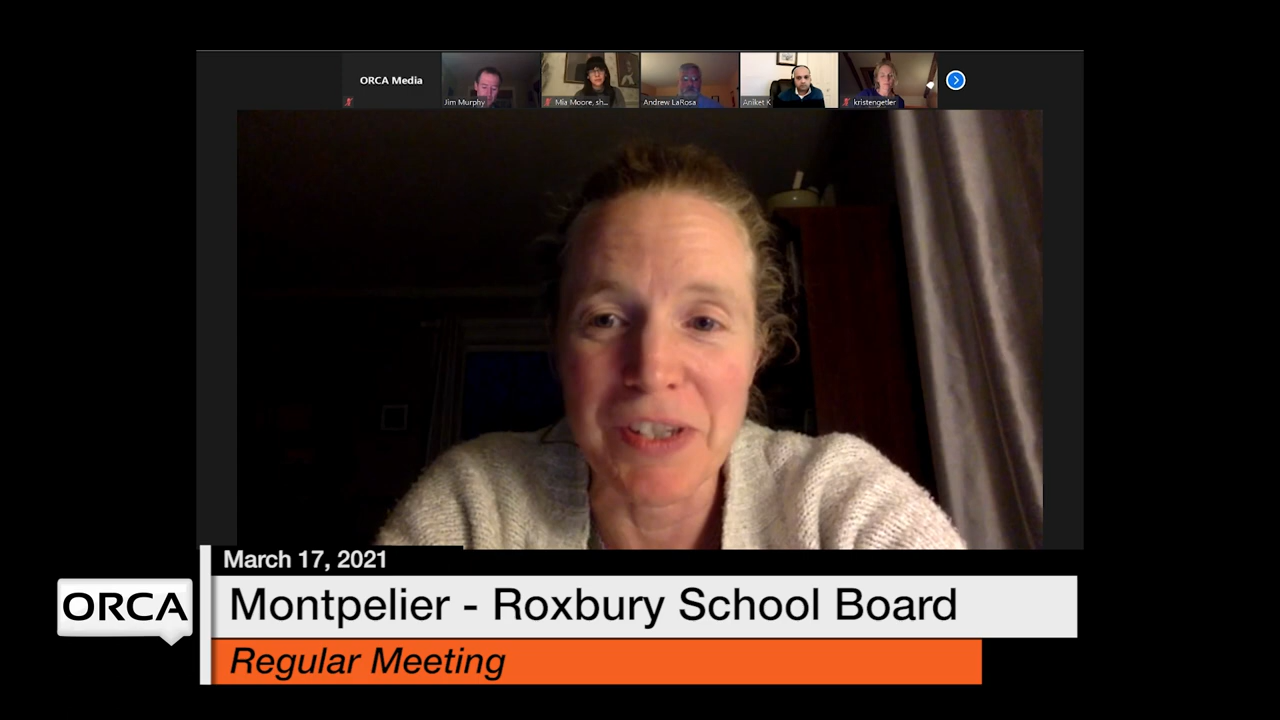 ORCA Media
Jim Murphy
Mia Moore, sh...
Andrew LaRosa
Aniket K
kristengetler
March 17, 2021
ORCA
Montpelier - Roxbury School Board
Regular Meeting